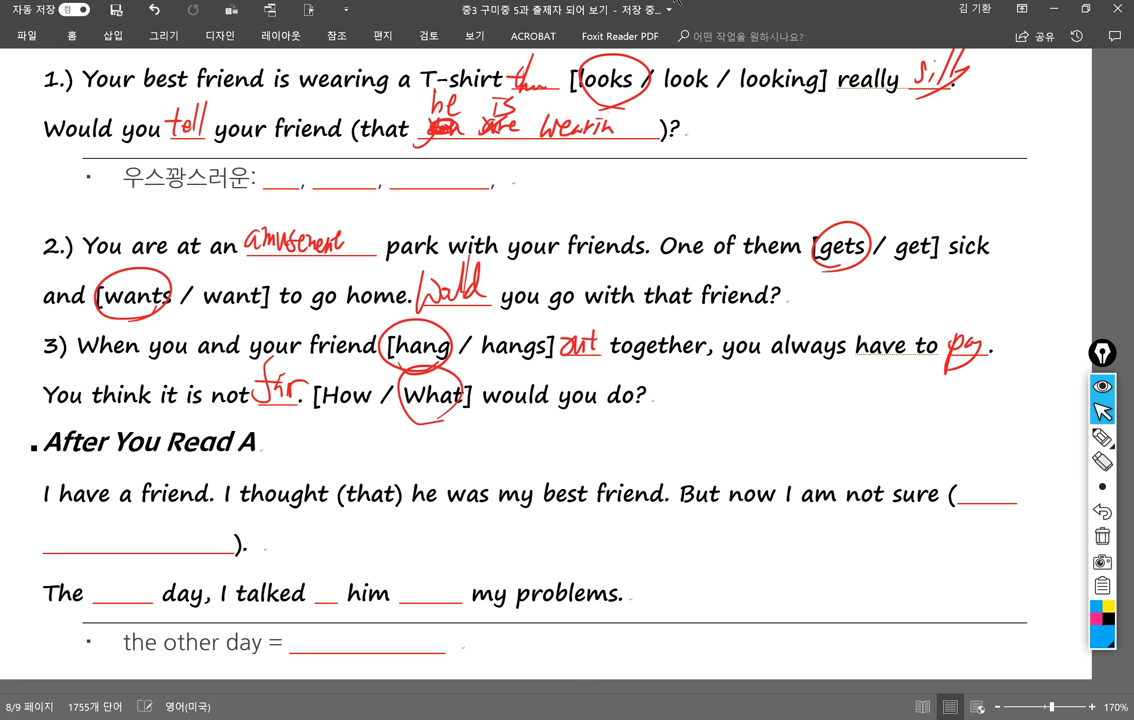 자동 저장 켬 중3 구미중 5과 출제자 되어 보기 - 저장 중... 김 기환
파일 홈 삽입 그리기 디자인 레이아웃 참조 편지 검토 보기 ACROBAT Foxit Reader PDF 어떤 작업을 원하시나요? 공유
1.) Your best friend is wearing a T-shirt [looks / look / looking] really silly.
he is
Would you tell your friend (that are wearin )?
· 우스꽝스러운: ___, ____, ______,
2.) You are at an amusement park with your friends. One of them [gets / get] sick
and [wants / want] to go home. Would you go with that friend?
3) When you and your friend [hang / hangs] out together, you always have to pay.
You think it is not fair. [How / What] would you do?
. After You Read A
I have a friend. I thought (that) he was my best friend. But now I am not sure (____
____________).
The ____ day, I talked __ him ____ my problems.
· the other day = __________
8/9 페이지 1755개 단어 영어(미국) 170%